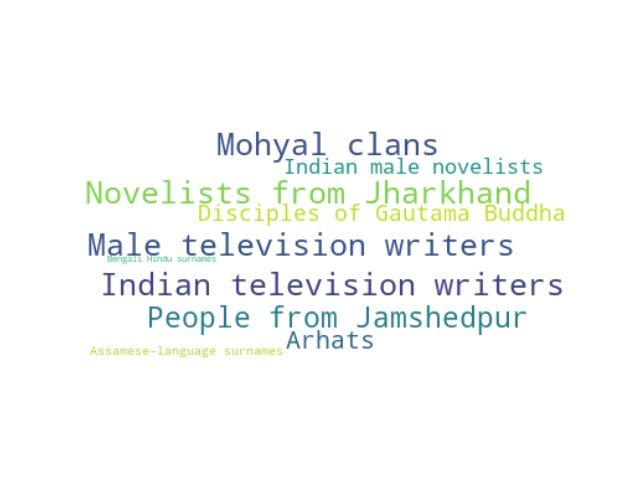 Mohyal clans
Indian male novelists
Novelists from Jharkhand
Disciples of Gautama Buddha
Male television writers
Bengali Hindu surnames
Indian television writers
People from Jamshedpur
Arhats
Assamese-language surnames